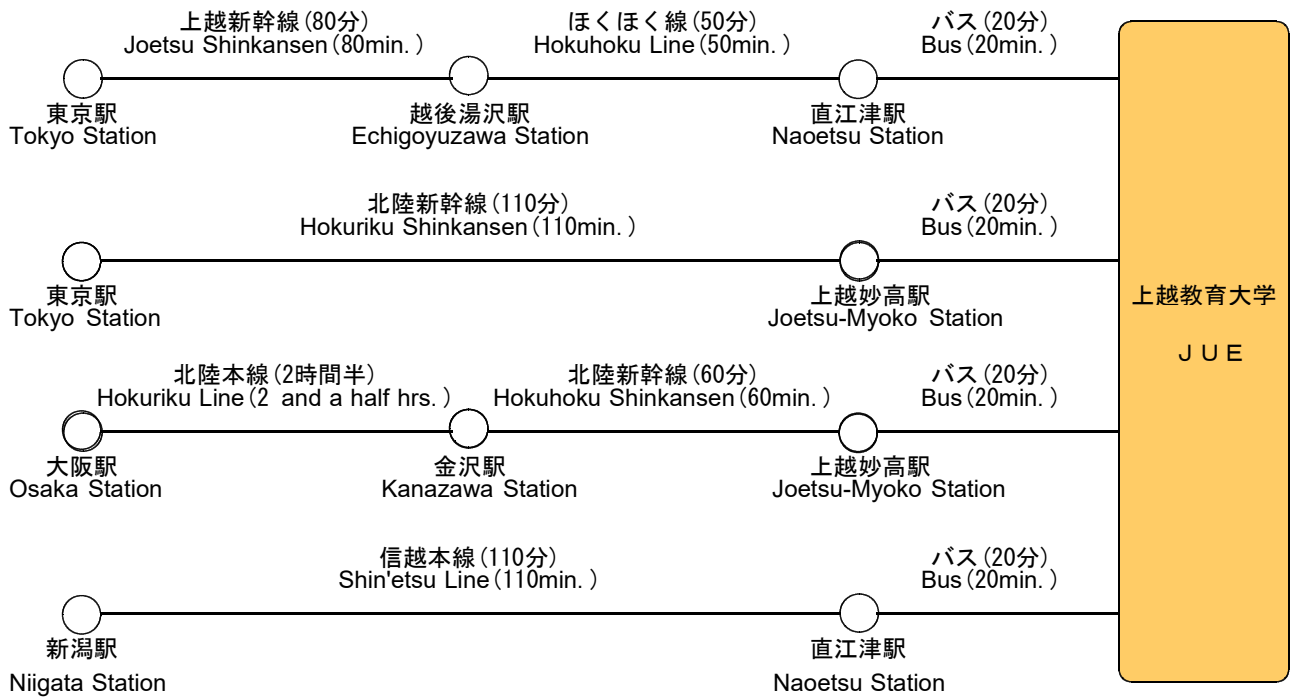 上越新幹線(80分)
Joetsu Shinkansen(80min.)
ほくほく線(50分)
Hokuhoku Line(50min.)
バス(20分)
Bus(20min.)
東京駅
Tokyo Station
越後湯沢駅
Echigoyuzawa Station
直江津駅
Naoetsu Station
北陸新幹線(110分)
Hokuriku Shinkansen(110min.)
バス(20分)
Bus(20min.)
東京駅
Tokyo Station
上越妙高駅
Joetsu-Myoko Station
北陸本線(2時間半)
Hokuriku Line(2 and a half hrs.)
北陸新幹線(60分)
Hokuhoku Shinkansen(60min.)
バス(20分)
Bus(20min.)
大阪駅
Osaka Station
金沢駅
Kanazawa Station
上越妙高駅
Joetsu-Myoko Station
信越本線(110分)
Shin'etsu Line(110min.)
バス(20分)
Bus(20min.)
新潟駅
Niigata Station
直江津駅
Naoetsu Station
上越教育大学
ＪＵＥ